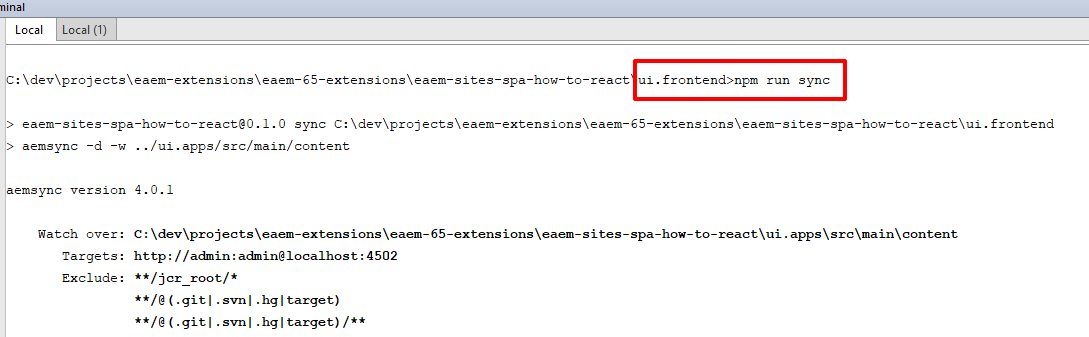 minal
Local Local (1)
C:\dev\projects\eaem-extensions\eaem-65-extensions\eaem-sites-spa-how-to-react\ui.frontend>npm run sync
> eaem-sites-spa-how-to-react@0.1.0 sync C:\dev\projects\eaem-extensions\eaem-65-extensions\eaem-sites-spa-how-to-react\ui.frontend
> aemsync -d -w ../ui.apps/src/main/content
aemsync version 4.0.1
Watch over: C:\dev\projects\eaem-extensions\eaem-65-extensions\eaem-sites-spa-how-to-react\ui.apps\src\main\content
Targets: http://admin:admin@localhost:4502
Exclude: **/jcr_root/*
**/@(.git|.svn|.hg|target)
**/@(.git|.svn|.hg|target)/**